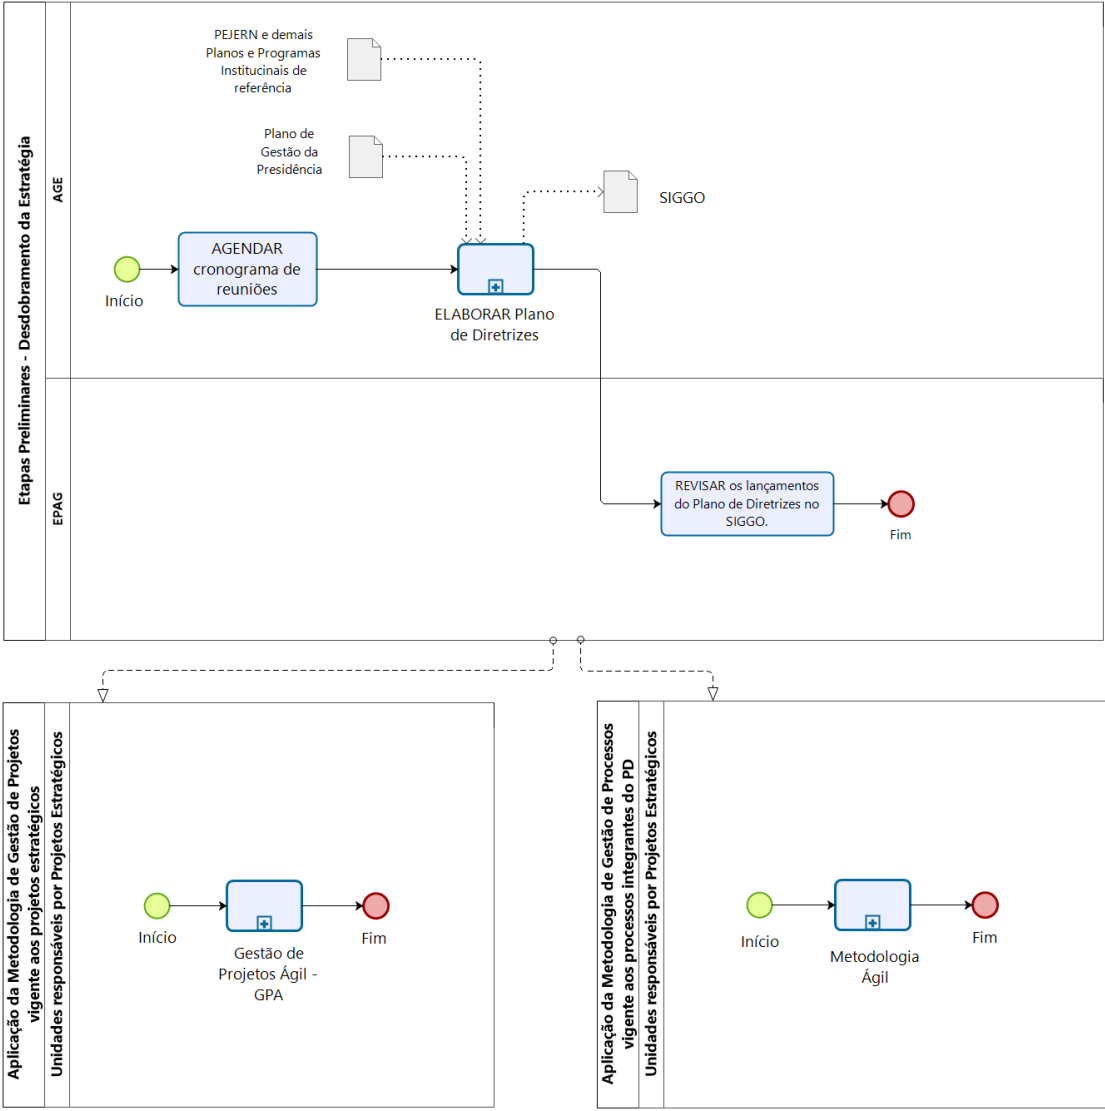 Etapas Preliminares - Desdobramento da Estratégia
AGE
PEJERN e demais
Planos e Programas
Institucinais de
referência
Plano de
Gestão da
Presidência
SIGGO
AGENDAR
cronograma de
reuniões
Início
ELABORAR Plano
de Diretrizes
EPAG
REVISAR os lançamentos
do Plano de Diretrizes no
SIGGO.
Fim
Aplicação da Metodologia de Gestão de Projetos
vigente aos projetos estratégicos
Unidades responsáveis por Projetos Estratégicos
Início
Gestão de
Projetos Ágil -
GPA
Fim
Aplicação da Metodologia de Gestão de Processos
vigente aos processos integrantes do PD
Unidades responsáveis por Projetos Estratégicos
Início
Metodologia
Ágil
Fim